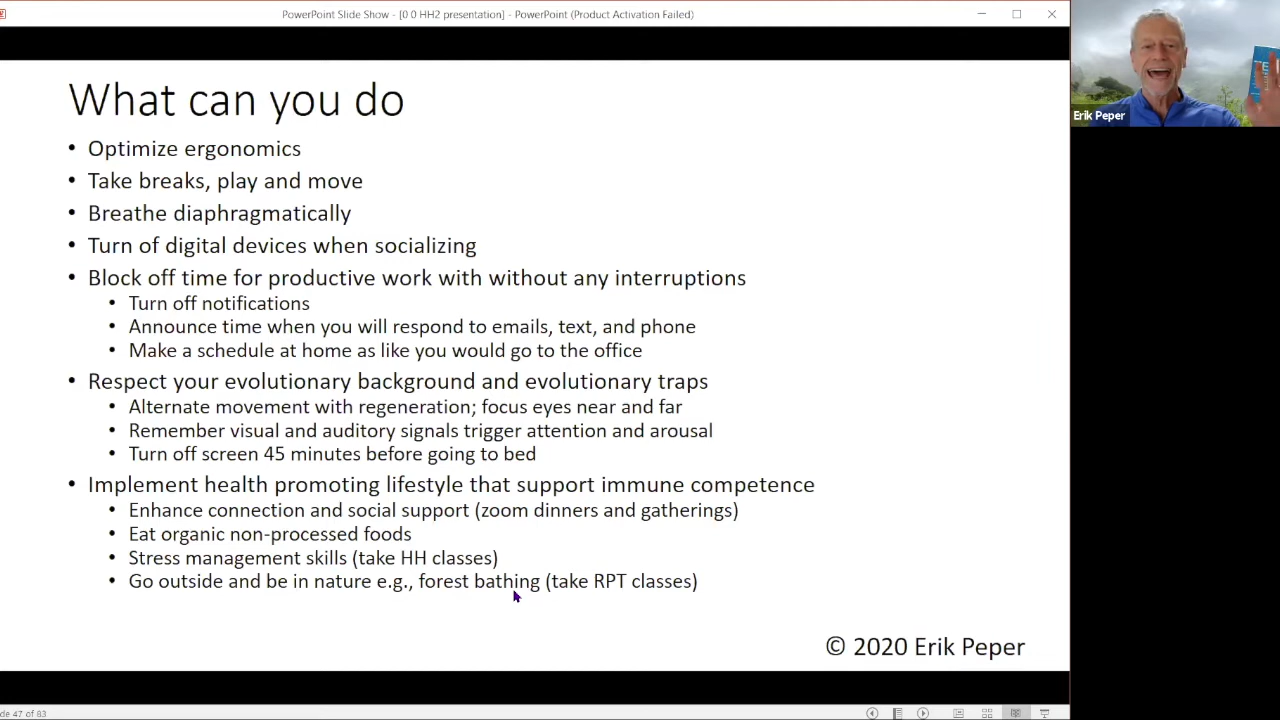 PowerPoint Slide Show - [0 0 HH2 presentation] - PowerPoint (Product Activation Failed)
What can you do
• Optimize ergonomics
• Take breaks, play and move
• Breathe diaphragmatically
• Turn of digital devices when socializing
• Block off time for productive work with without any interruptions
• Turn off notifications
• Announce time when you will respond to emails, text, and phone
• Make a schedule at home as like you would go to the office
• Respect your evolutionary background and evolutionary traps
• Alternate movement with regeneration; focus eyes near and far
• Remember visual and auditory signals trigger attention and arousal
• Turn off screen 45 minutes before going to bed
• Implement health promoting lifestyle that support immune competence
• Enhance connection and social support (zoom dinners and gatherings)
• Eat organic non-processed foods
• Stress management skills (take HH classes)
• Go outside and be in nature e.g., forest bathing (take RPT classes)
© 2020 Erik Peper
Erik Peper
de 47 of 83